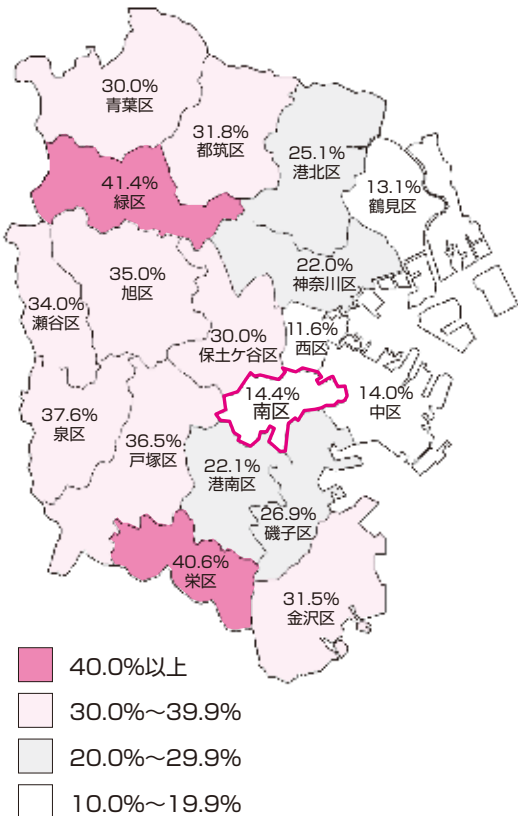 30.0%
青葉区
31.8%
都筑区
25.1%
港北区
13.1%
鶴見区
41.4%
緑区
22.0%
神奈川区
35.0%
旭区
34.0%
瀬谷区
30.0%
保土ケ谷区
11.6%
西区
14.4%
南区
14.0%
中区
37.6%
泉区
36.5%
戸塚区
22.1%
港南区
26.9%
磯子区
40.6%
栄区
31.5%
金沢区
40.0%以上
30.0%～39.9%
20.0%～29.9%
10.0%～19.9%